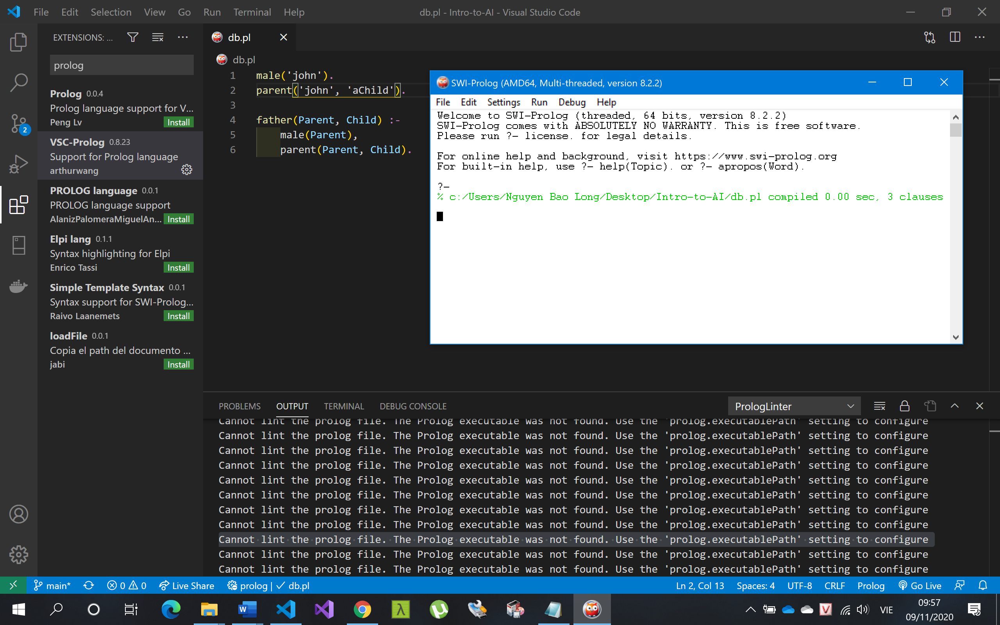 File Edit Selection View Go Run Terminal Help
db.pl - Intro-to-AI - Visual Studio Code
EXTENSIONS: ...
prolog
Prolog 0.0.4
Prolog language support for V...
Peng Lv Install
VSC-Prolog 0.8.23
Support for Prolog language
arthurwang
PROLOG language 0.0.1
PROLOG language support
AlanizPalomeraMiguelAn... Install
Elpi lang 0.1.1
Syntax highlighting for Elpi
Enrico Tassi Install
Simple Template Syntax 0.0.1
Syntax support for SWI-Prolog...
Raivo Laanemets Install
loadFile 0.0.1
Copia el path del documento ...
jabi Install
2
db.pl
db.pl
1 male('john').
2 parent('john', 'aChild').
3
4 father(Parent, Child) :-
5 male(Parent),
6 parent(Parent, Child).
SWI-Prolog (AMD64, Multi-threaded, version 8.2.2)
File Edit Settings Run Debug Help
Welcome to SWI-Prolog (threaded, 64 bits, version 8.2.2)
SWI-Prolog comes with ABSOLUTELY NO WARRANTY. This is free software.
Please run ?- license. for legal details.
For online help and background, visit https://www.swi-prolog.org
For built-in help, use ?- help(Topic). or ?- apropos(Word).
?-
% c:/Users/Nguyen Bao Long/Desktop/Intro-to-AI/db.pl compiled 0.00 sec, 3 clauses
PROBLEMS OUTPUT TERMINAL DEBUG CONSOLE
PrologLinter
Cannot lint the prolog file. The Prolog executable was not found. Use the 'prolog.executablePath' setting to configure
Cannot lint the prolog file. The Prolog executable was not found. Use the 'prolog.executablePath' setting to configure
Cannot lint the prolog file. The Prolog executable was not found. Use the 'prolog.executablePath' setting to configure
Cannot lint the prolog file. The Prolog executable was not found. Use the 'prolog.executablePath' setting to configure
Cannot lint the prolog file. The Prolog executable was not found. Use the 'prolog.executablePath' setting to configure
Cannot lint the prolog file. The Prolog executable was not found. Use the 'prolog.executablePath' setting to configure
Cannot lint the prolog file. The Prolog executable was not found. Use the 'prolog.executablePath' setting to configure
Cannot lint the prolog file. The Prolog executable was not found. Use the 'prolog.executablePath' setting to configure
Cannot lint the prolog file. The Prolog executable was not found. Use the 'prolog.executablePath' setting to configure
Cannot lint the prolog file. The Prolog executable was not found. Use the 'prolog.executablePath' setting to configure
Cannot lint the prolog file. The Prolog executable was not found. Use the 'prolog.executablePath' setting to configure
main* 0 0 Live Share prolog | ✓ db.pl
Ln 2, Col 13 Spaces: 4 UTF-8 CRLF Prolog Go Live
VIE
09:57
09/11/2020